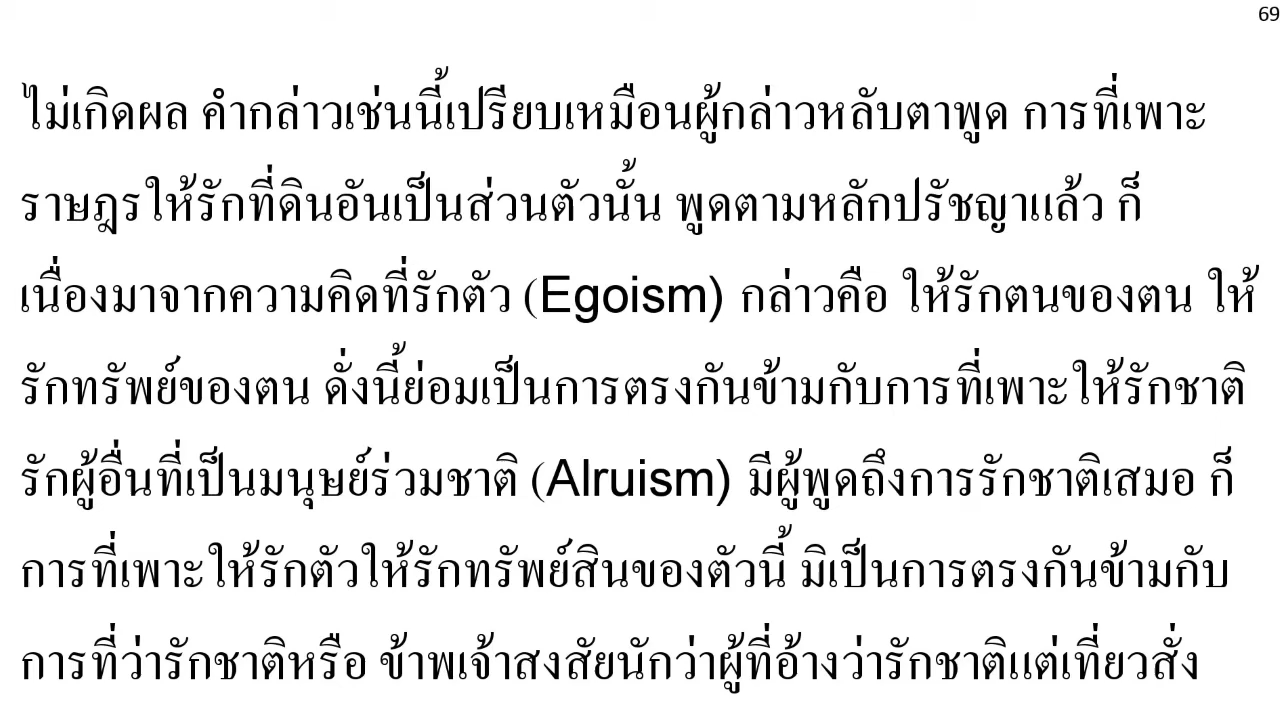 69
ไม่เกิดผล คำกล่าวเช่นนี้เปรียบเหมือนผู้กล่าวหลับตาพูด การที่เพาะ
ราษฎรให้รักที่ดินอันเป็นส่วนตัวนั้น พูดตามหลักปรัชญาแล้ว ก็
เนื่องมาจากความคิดที่รักตัว (Egoism) กล่าวคือ ให้รักตนของตน ให้
รักทรัพย์ของตน ดั่งนี้ย่อมเป็นการตรงกันข้ามกับการที่เพาะให้รักชาติ
รักผู้อื่นที่เป็นมนุษย์ร่วมชาติ (Alruism) มีผู้พูดถึงการรักชาติเสมอ ก็
การที่เพาะให้รักตัวให้รักทรัพย์สินของตัวนี้ มิเป็นการตรงกันข้ามกับ
การที่ว่ารักชาติหรือ ข้าพเจ้าสงสัยนักว่าผู้ที่อ้างว่ารักชาติแต่เที่ยวสั่ง